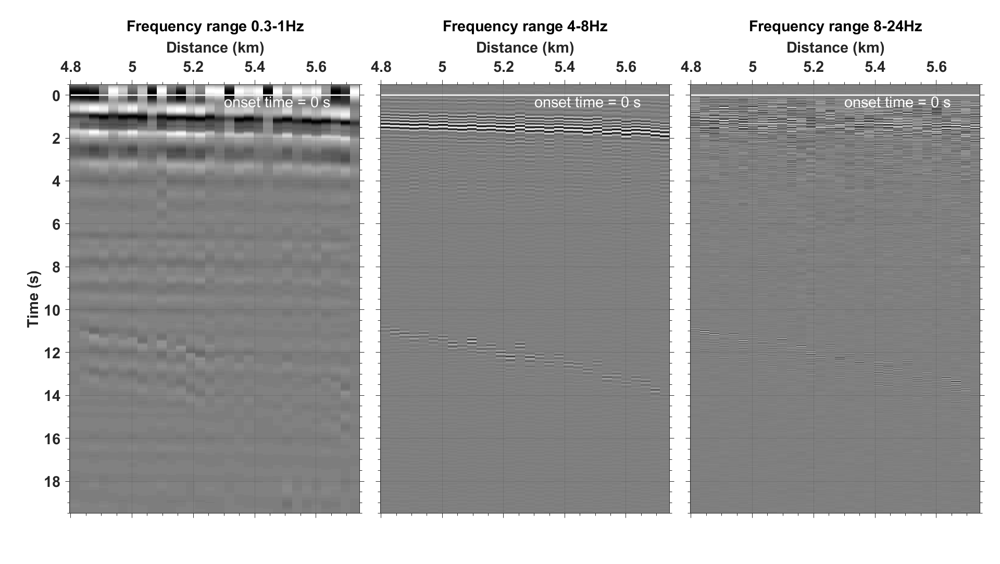 Frequency range 0.3-1Hz
Distance (km)
4.8 5 5.2 5.4 5.6
onset time = 0 s
Time (s)
0
2
4
6
8
10
12
14
16
18
Frequency range 4-8Hz
Distance (km)
4.8 5 5.2 5.4 5.6
onset time = 0 s
Frequency range 8-24Hz
Distance (km)
4.8 5 5.2 5.4 5.6
onset time = 0 s